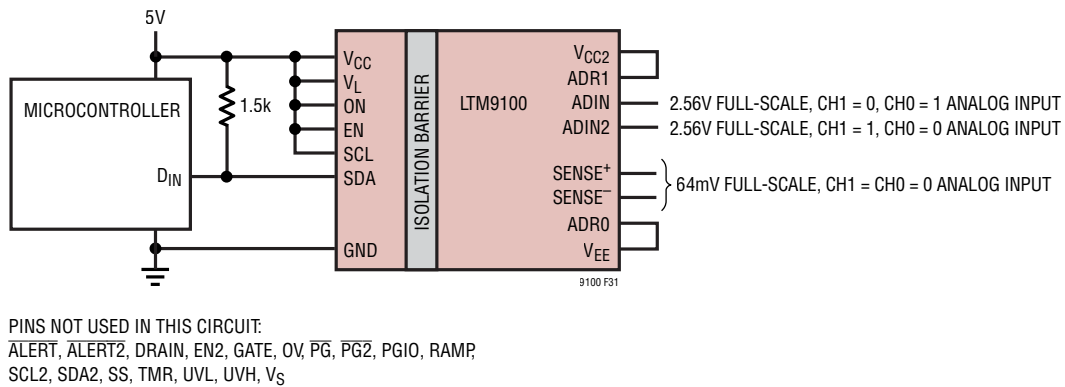 5V
MICROCONTROLLER
1.5k
DIN
VCC
VL
ON
EN
SCL
SDA
GND
ISOLATION BARRIER
LTM9100
VCC2
ADR1
ADIN
ADIN2
SENSE+
SENSE−
ADR0
VEE
2.56V FULL-SCALE, CH1 = 0, CH0 = 1 ANALOG INPUT
2.56V FULL-SCALE, CH1 = 1, CH0 = 0 ANALOG INPUT
64mV FULL-SCALE, CH1 = CH0 = 0 ANALOG INPUT
9100 F31
PINS NOT USED IN THIS CIRCUIT:
ALERT, ALERT2, DRAIN, EN2, GATE, OV, PG, PG2, PGIO, RAMP,
SCL2, SDA2, SS, TMR, UVL, UVH, VS